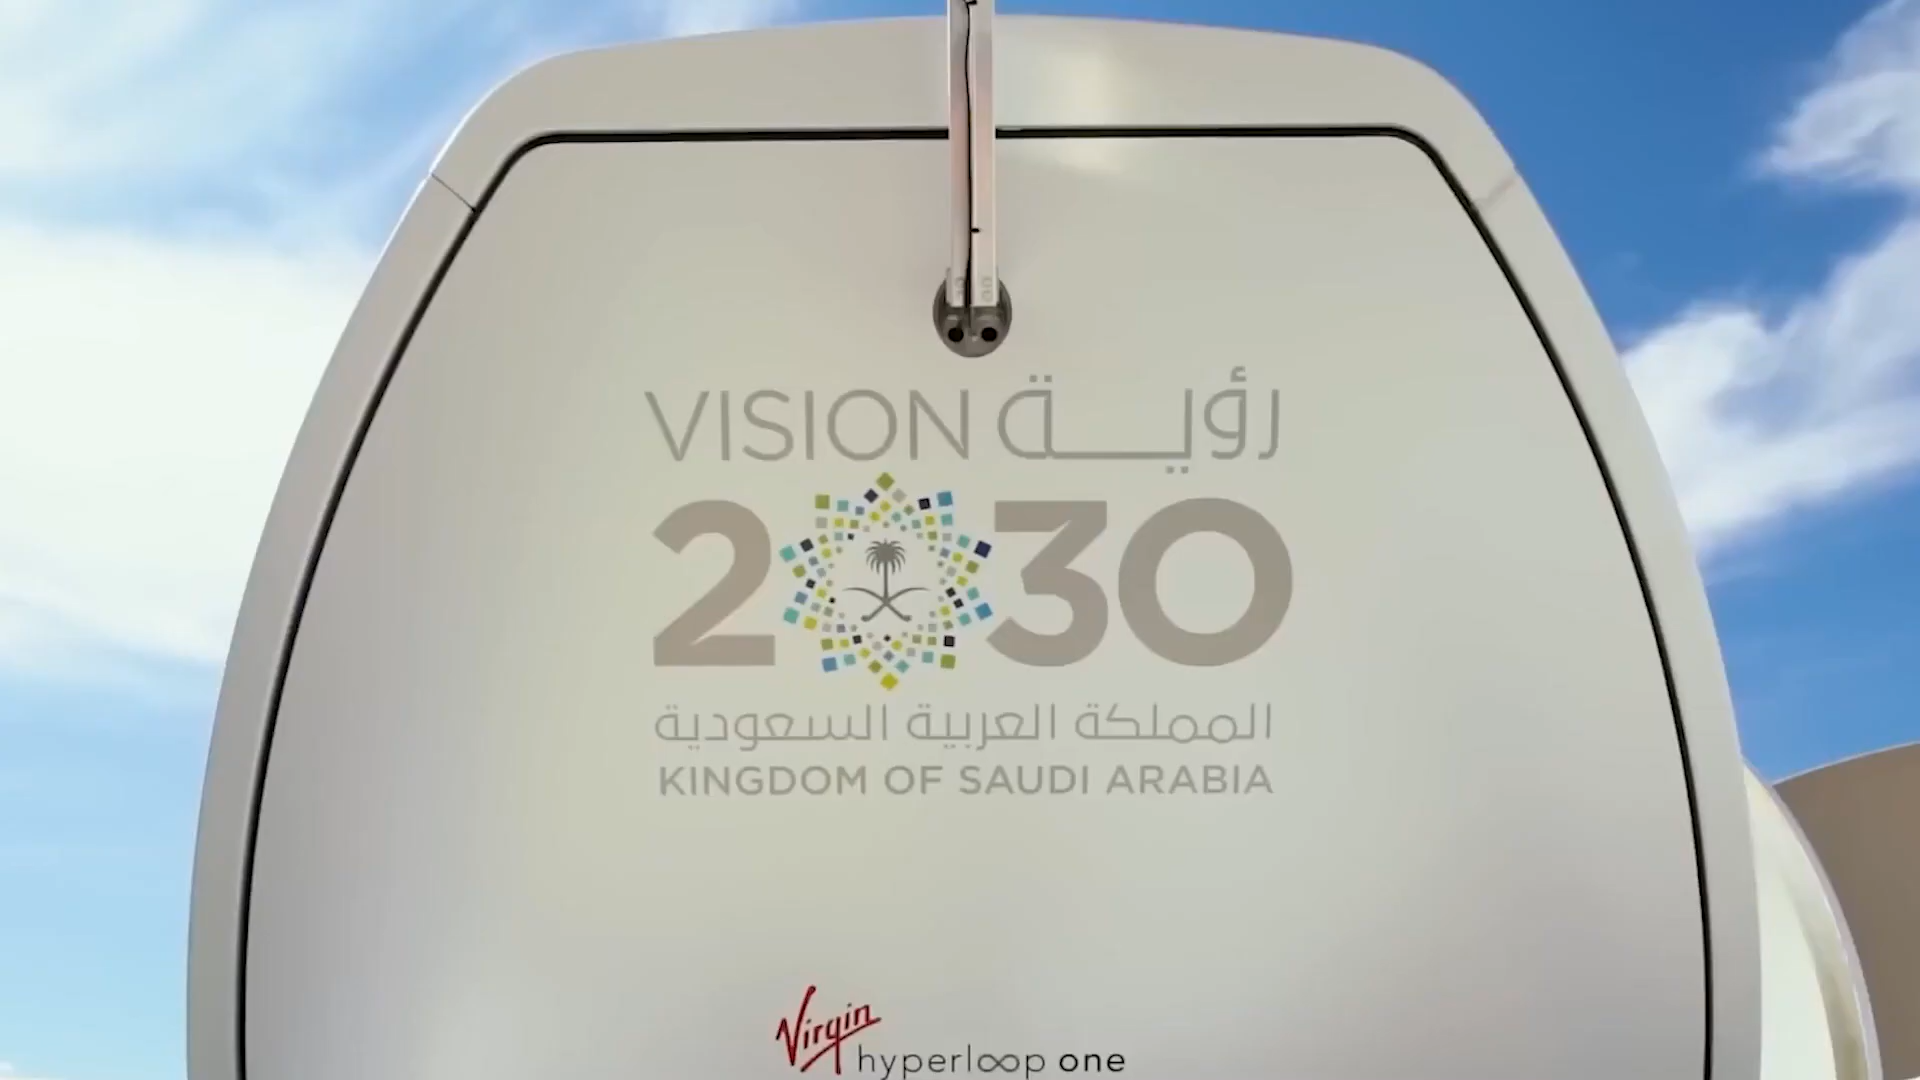 VISION رؤيـــة
2030
المملكة العربية السعودية
KINGDOM OF SAUDI ARABIA
Virgin
hyperloop one